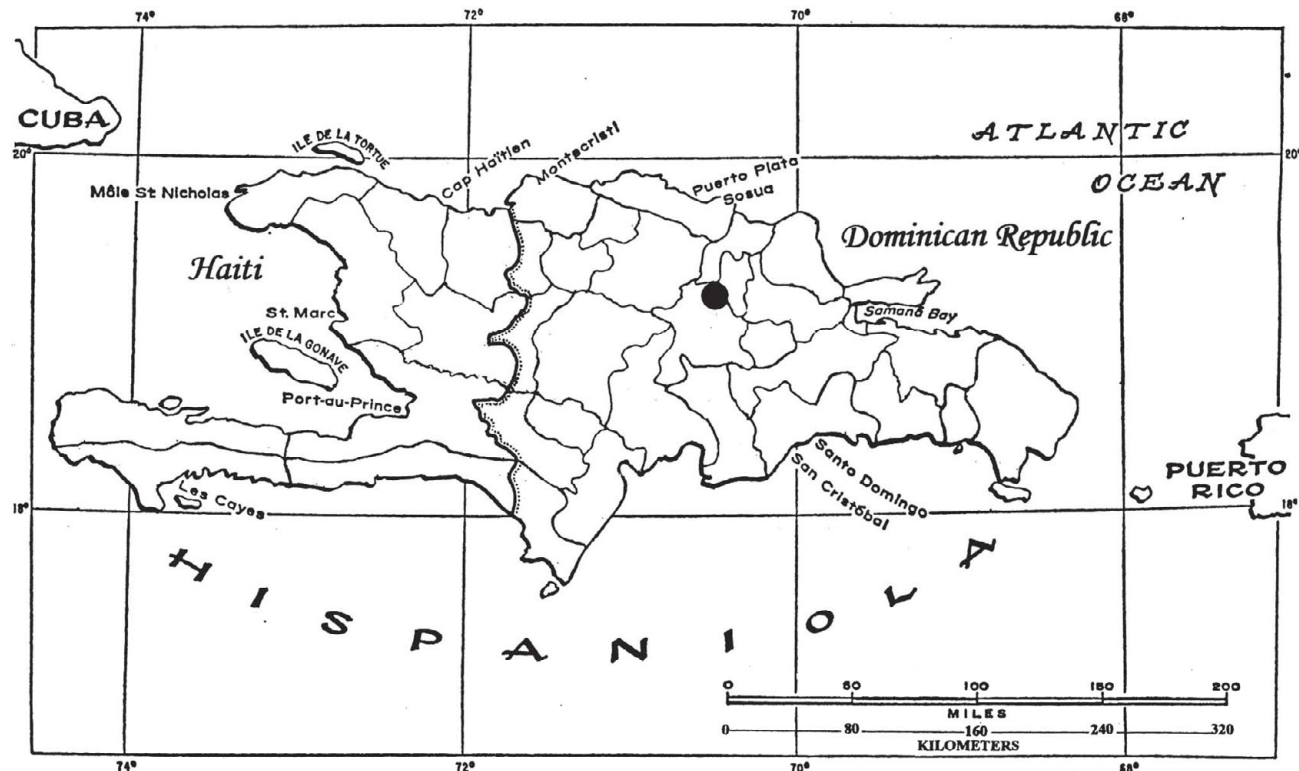 74°
72°
70°
68°
CUBA
ATLANTIC
OCEAN
20°
20°
ILE DE LA TORTUE
Cap Haïtien
Montecristi
Puerto Plata
Sosua
Môle St Nicholas
Haiti
Dominican Republic
St. Marc
ILE DE LA GONAVE
Samaná Bay
Port-au-Prince
Les Cayes
Santo Domingo
San Cristóbal
PUERTO
RICO
18°
18°
HISPANIOLA
0 50 100 150 200
MILES
0 80 160 240 320
KILOMETERS
74°
72°
70°
68°